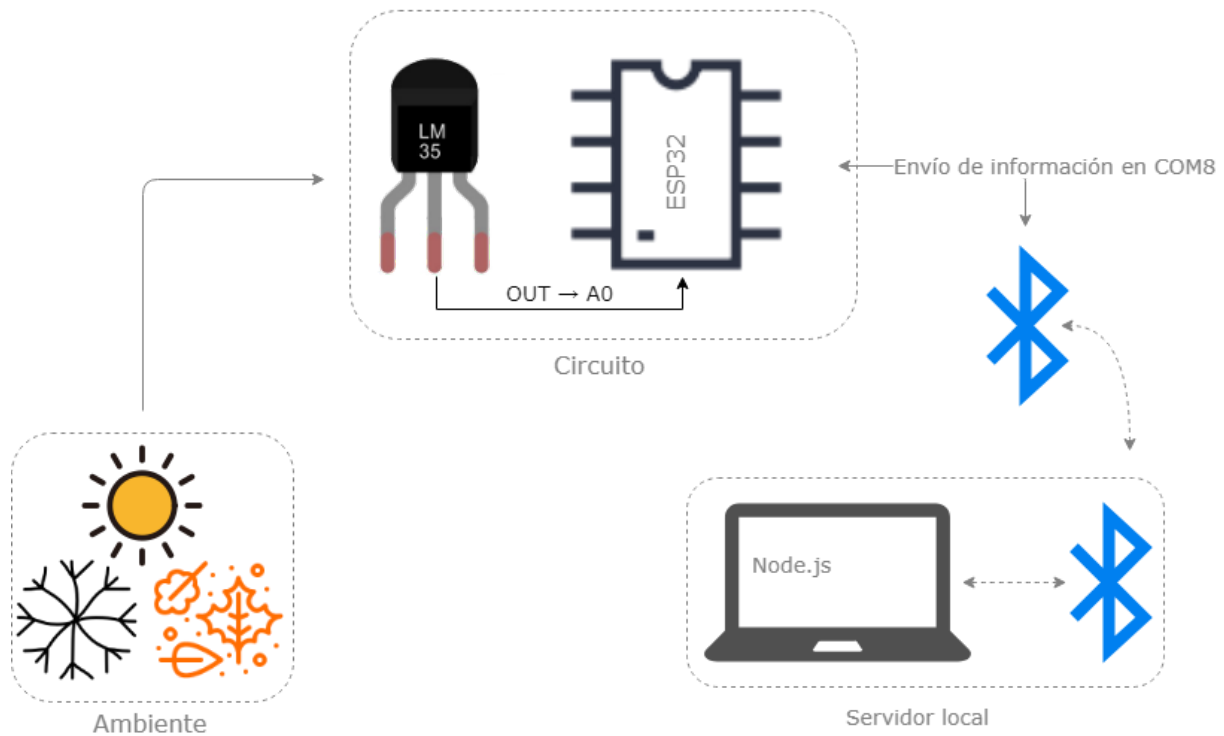 LM
35
ESP32
OUT → A0
Circuito
Envío de información en COM8
Node.js
Ambiente
Servidor local